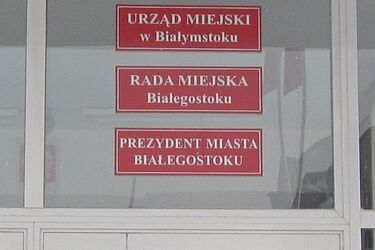 URZĄD MIEJSKI
w Białymstoku
RADA MIEJSKA
Białegostoku
PREZYDENT MIASTA
BIAŁEGOSTOKU